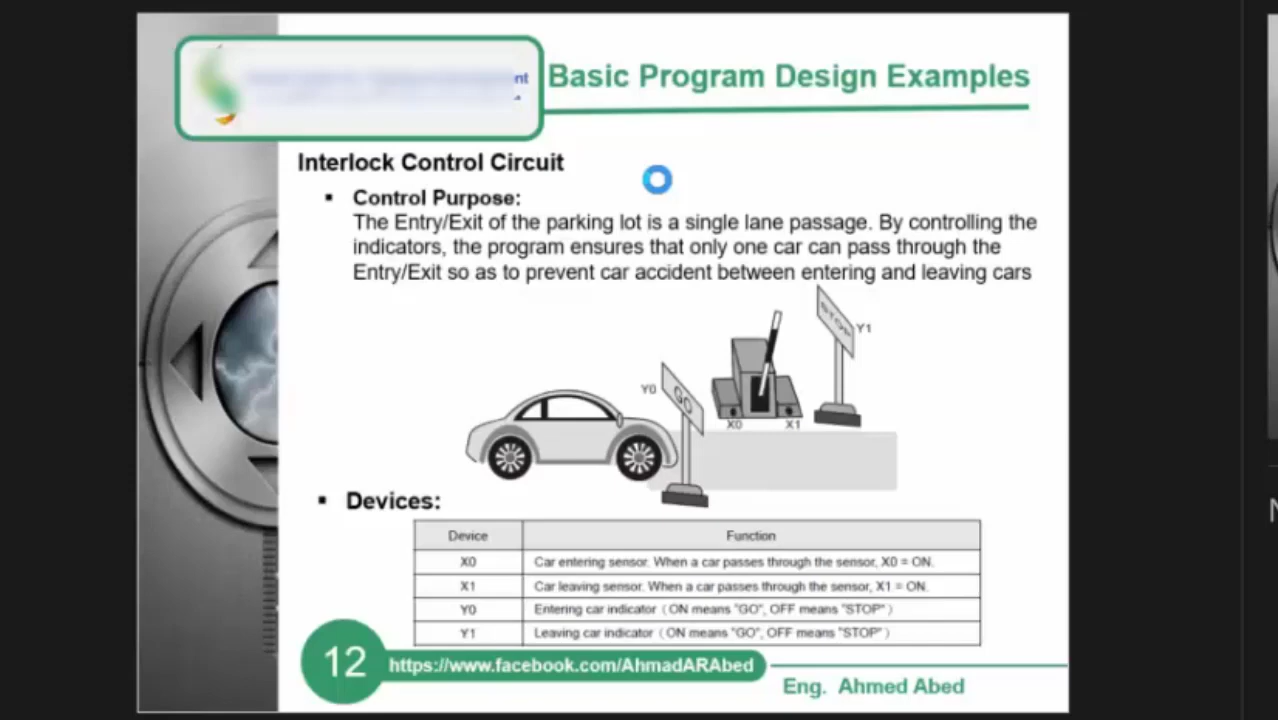 nt
Basic Program Design Examples
Interlock Control Circuit
▪ Control Purpose:
The Entry/Exit of the parking lot is a single lane passage. By controlling the
indicators, the program ensures that only one car can pass through the
Entry/Exit so as to prevent car accident between entering and leaving cars
STOP
Y1
Y0
GO
X0 X1
▪ Devices:
Device Function
X0 Car entering sensor. When a car passes through the sensor, X0 = ON.
X1 Car leaving sensor. When a car passes through the sensor, X1 = ON.
Y0 Entering car indicator (ON means "GO", OFF means "STOP")
Y1 Leaving car indicator (ON means "GO", OFF means "STOP")
12
https://www.facebook.com/AhmadARAbed
Eng. Ahmed Abed